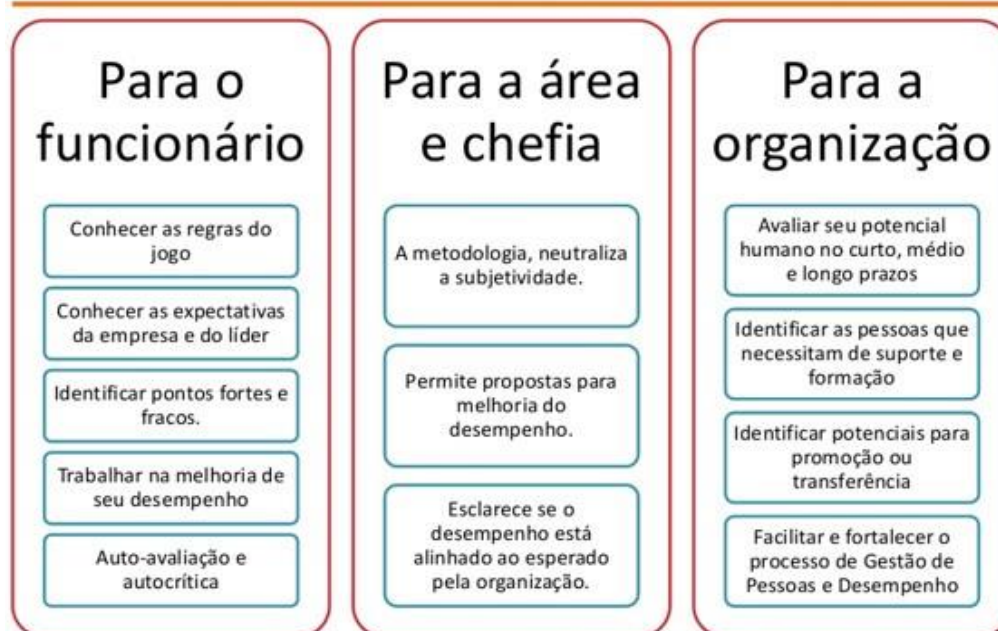 Para o
funcionário
Conhecer as regras do
jogo
Conhecer as expectativas
da empresa e do líder
Identificar pontos fortes e
fracos.
Trabalhar na melhoria de
seu desempenho
Auto-avaliação e
autocrítica
Para a área
e chefia
A metodologia, neutraliza
a subjetividade.
Permite propostas para
melhoria do
desempenho.
Esclarece se o
desempenho está
alinhado ao esperado
pela organização.
Para a
organização
Avaliar seu potencial
humano no curto, médio
e longo prazos
Identificar as pessoas que
necessitam de suporte e
formação
Identificar potenciais para
promoção ou
transferência
Facilitar e fortalecer o
processo de Gestão de
Pessoas e Desempenho